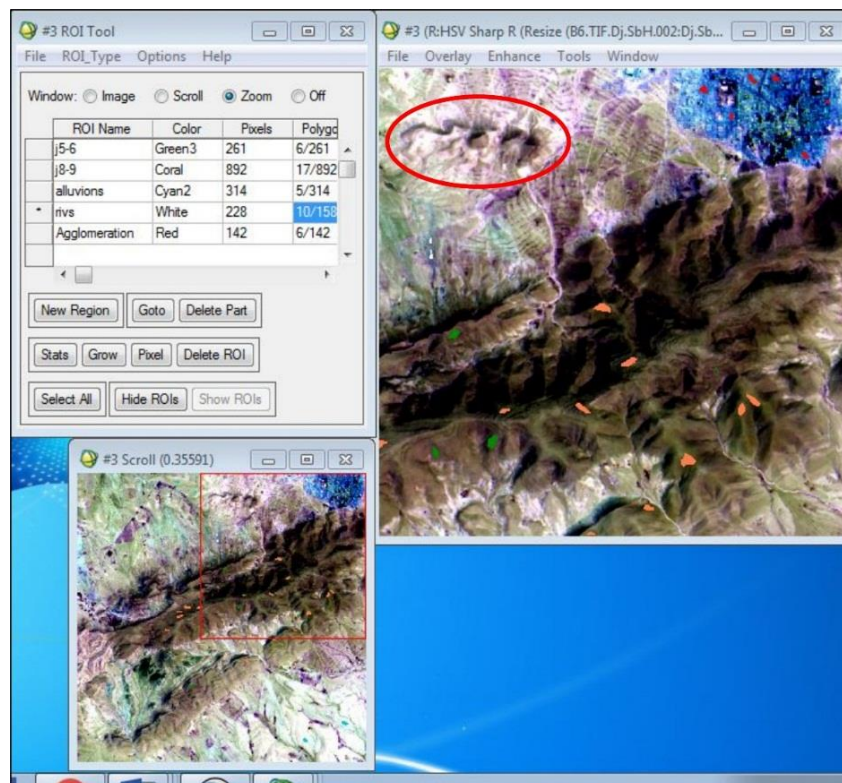 #3 ROI Tool
File ROI_Type Options Help
Window: Image Scroll Zoom Off
ROI Name Color Pixels Polygo
j5-6 Green3 261 6/261
j8-9 Coral 892 17/892
alluvions Cyan2 314 5/314
* rivs White 228 10/158
Agglomeration Red 142 6/142
New Region Goto Delete Part
Stats Grow Pixel Delete ROI
Select All Hide ROIs Show ROIs
#3 (R:HSV Sharp R (Resize (B6.TIF.Dj.SbH.002:Dj.Sb...
File Overlay Enhance Tools Window
#3 Scroll (0.35591)